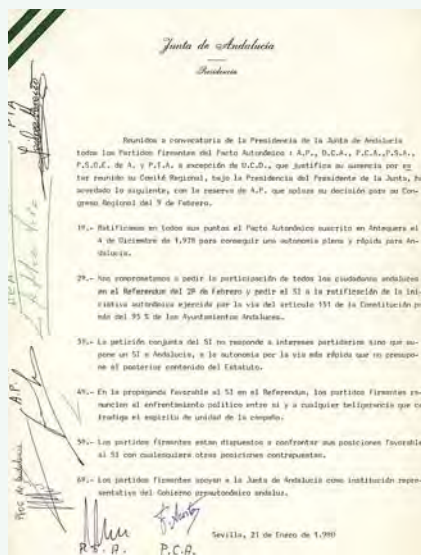 Junta de Andalucía
Presidencia
Reunidos a convocatoria de la Presidencia de la Junta de Andalucía
todos los Partidos firmantes del Pacto Autonómico : A.P., D.C.A., P.C.A.,P.S.A.,
P.S.O.E. de A. y P.T.A. a excepción de U.C.D., que justifica su ausencia por es
tar reunido su Comité Regional, bajo la Presidencia del Presidente de la Junta, ha
acordado lo siguiente, con la reserva de A.P. que aplaza su decisión para su Con-
greso Regional del 9 de Febrero.
1º.- Ratificamos en todos sus puntos el Pacto Autonómico suscrito en Antequera el
4 de Diciembre de 1.978 para conseguir una autonomía plena y rápida para An-
dalucía.
2º.- Nos comprometemos a pedir la participación de todos los ciudadanos andaluces
en el Referendum del 28 de Febrero y pedir el SI a la ratificación de la ini-
ciativa autonómica ejercida por la vía del artículo 151 de la Constitución p
más del 95 % de los Ayuntamientos Andaluces.
3º.- La petición conjunta del SI no responde a intereses partidarios sino que su-
pone un SI a Andalucía, a la autonomía por la vía más rápida que no presupo-
ne el posterior contenido del Estatuto.
4º.- En la propaganda favorable al SI en el Referendum, los partidos firmantes re-
nuncian al enfrentamiento político entre sí y a cualquier beligerancia que co
tradiga el espíritu de unidad de la campaña.
5º.- Los partidos firmantes están dispuestos a confrontar sus posiciones favorable
al SI con cualesquiera otras posiciones contrapuestas.
6º.- Los partidos firmantes apoyan a la Junta de Andalucía como institución repre-
sentativa del Gobierno preautonómico andaluz.
Sevilla, 21 de Enero de 1.980
P.S.A.
P.C.A.
A.P.
PSOE de Andalucía
DCA
PTA